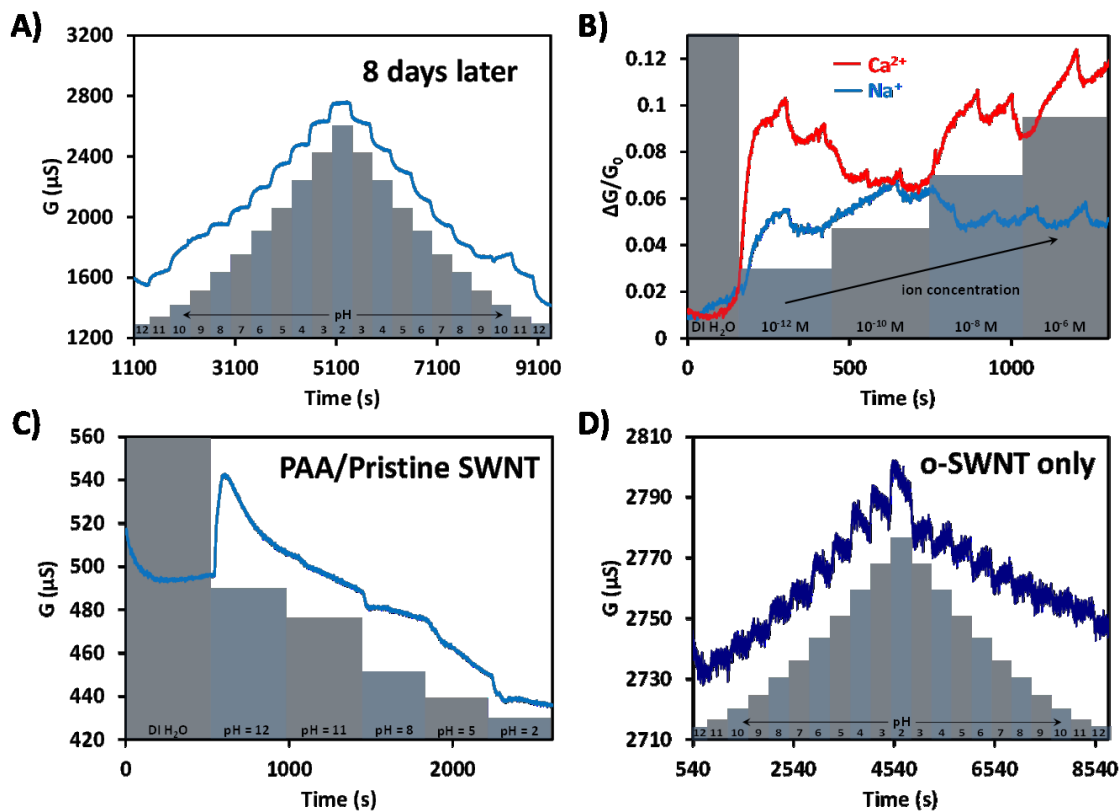 A)
8 days later
G (µS)
3200
2800
2400
2000
1600
1200
pH
12 11 10 9 8 7 6 5 4 3 2 3 4 5 6 7 8 9 10 11 12
1100 3100 5100 7100 9100
Time (s)
B)
Ca²⁺
Na⁺
ΔG/G₀
0.12
0.1
0.08
0.06
0.04
0.02
0
ion concentration
DI H₂O 10⁻¹² M 10⁻¹⁰ M 10⁻⁸ M 10⁻⁶ M
0 500 1000
Time (s)
C)
PAA/Pristine SWNT
G (µS)
560
540
520
500
480
460
440
420
DI H₂O pH = 12 pH = 11 pH = 8 pH = 5 pH = 2
0 1000 2000
Time (s)
D)
o-SWNT only
G (µS)
2810
2790
2770
2750
2730
2710
pH
12 11 10 9 8 7 6 5 4 3 2 3 4 5 6 7 8 9 10 11 12
540 2540 4540 6540 8540
Time (s)